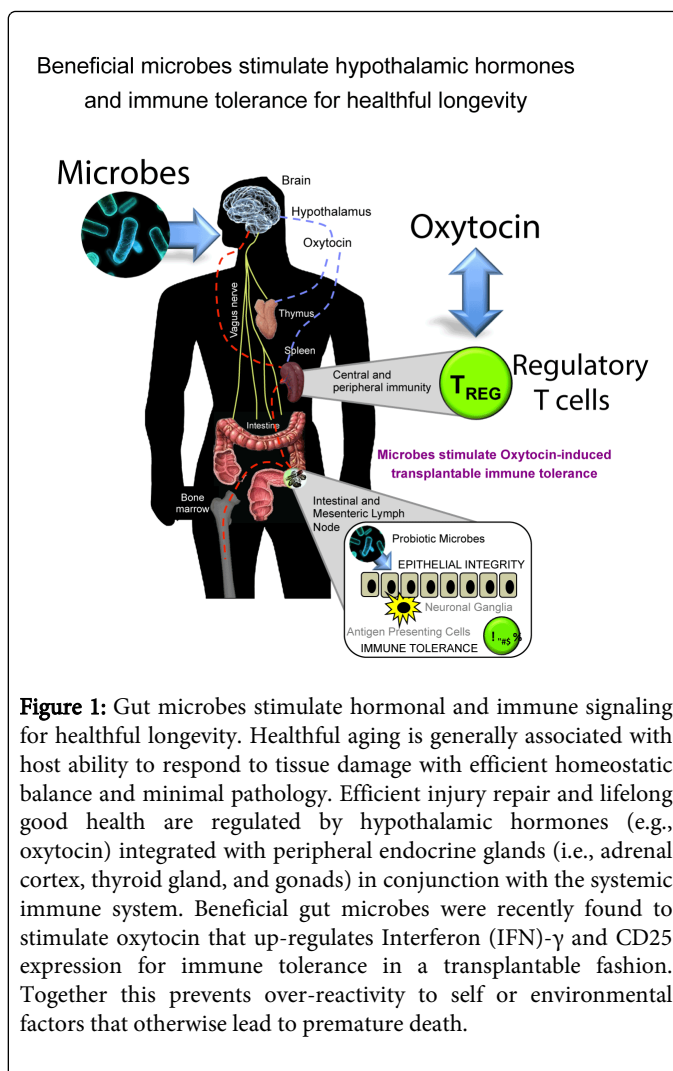 Beneficial microbes stimulate hypothalamic hormones
and immune tolerance for healthful longevity
Microbes
Brain
Hypothalamus
Oxytocin
Oxytocin
Vagus nerve
Thymus
Spleen
Central and
peripheral immunity
TREG
Regulatory
T cells
Intestine
Microbes stimulate Oxytocin-induced
transplantable immune tolerance
Bone
marrow
Intestinal and
Mesenteric Lymph
Node
Probiotic Microbes
EPITHELIAL INTEGRITY
Neuronal Ganglia
Antigen Presenting Cells
IMMUNE TOLERANCE
! "#$ %
Figure 1: Gut microbes stimulate hormonal and immune signaling
for healthful longevity. Healthful aging is generally associated with
host ability to respond to tissue damage with efficient homeostatic
balance and minimal pathology. Efficient injury repair and lifelong
good health are regulated by hypothalamic hormones (e.g.,
oxytocin) integrated with peripheral endocrine glands (i.e., adrenal
cortex, thyroid gland, and gonads) in conjunction with the systemic
immune system. Beneficial gut microbes were recently found to
stimulate oxytocin that up-regulates Interferon (IFN)-γ and CD25
expression for immune tolerance in a transplantable fashion.
Together this prevents over-reactivity to self or environmental
factors that otherwise lead to premature death.